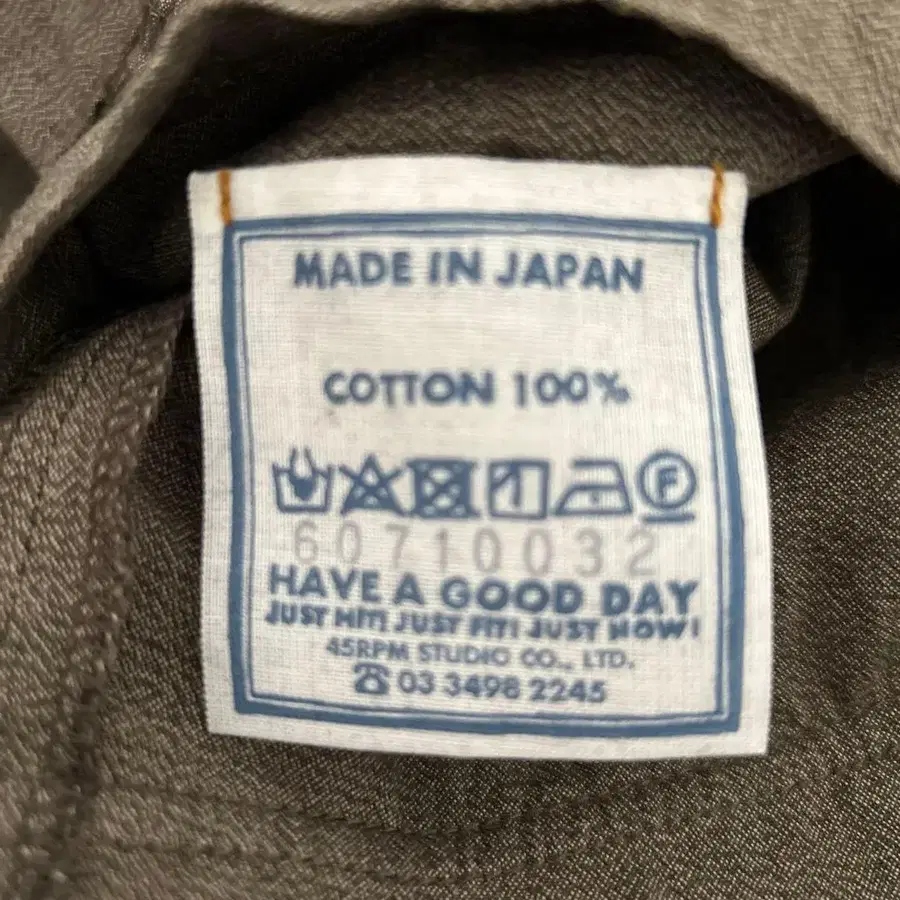 MADE IN JAPAN
COTTON 100%
F
60710032
HAVE A GOOD DAY
JUST HIT! JUST FIT! JUST NOW!
45RPM STUDIO CO., LTD.
☎ 03 3498 2245